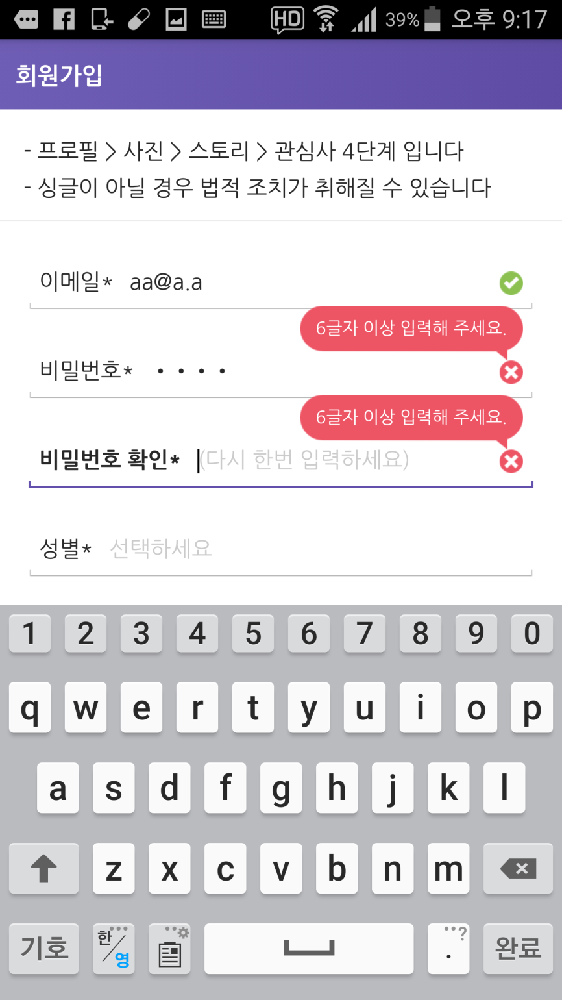 HD 39% 오후 9:17
회원가입
- 프로필 > 사진 > 스토리 > 관심사 4단계 입니다
- 싱글이 아닐 경우 법적 조치가 취해질 수 있습니다
이메일* aa@a.a
6글자 이상 입력해 주세요.
비밀번호* ••••
6글자 이상 입력해 주세요.
비밀번호 확인* (다시 한번 입력하세요)
성별* 선택하세요
1 2 3 4 5 6 7 8 9 0
q w e r t y u i o p
a s d f g h j k l
z x c v b n m
기호 한/영 . ? 완료